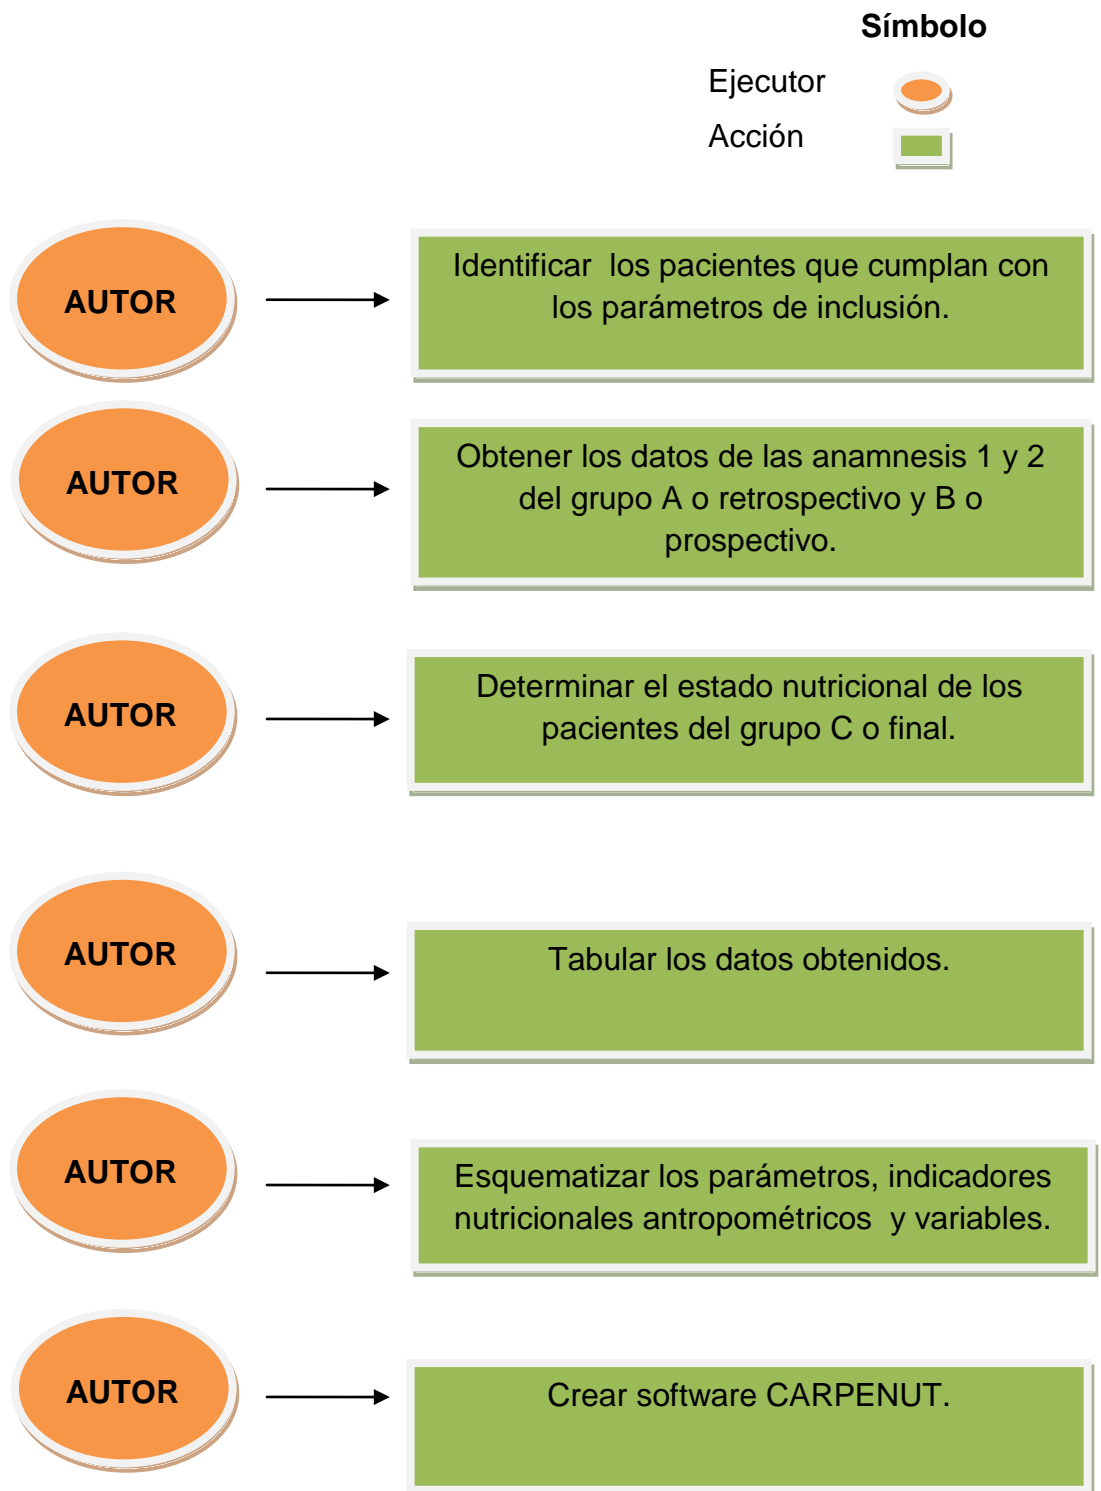 Símbolo
Ejecutor
Acción
AUTOR
Identificar los pacientes que cumplan con
los parámetros de inclusión.
AUTOR
Obtener los datos de las anamnesis 1 y 2
del grupo A o retrospectivo y B o
prospectivo.
AUTOR
Determinar el estado nutricional de los
pacientes del grupo C o final.
AUTOR
Tabular los datos obtenidos.
AUTOR
Esquematizar los parámetros, indicadores
nutricionales antropométricos y variables.
AUTOR
Crear software CARPENUT.